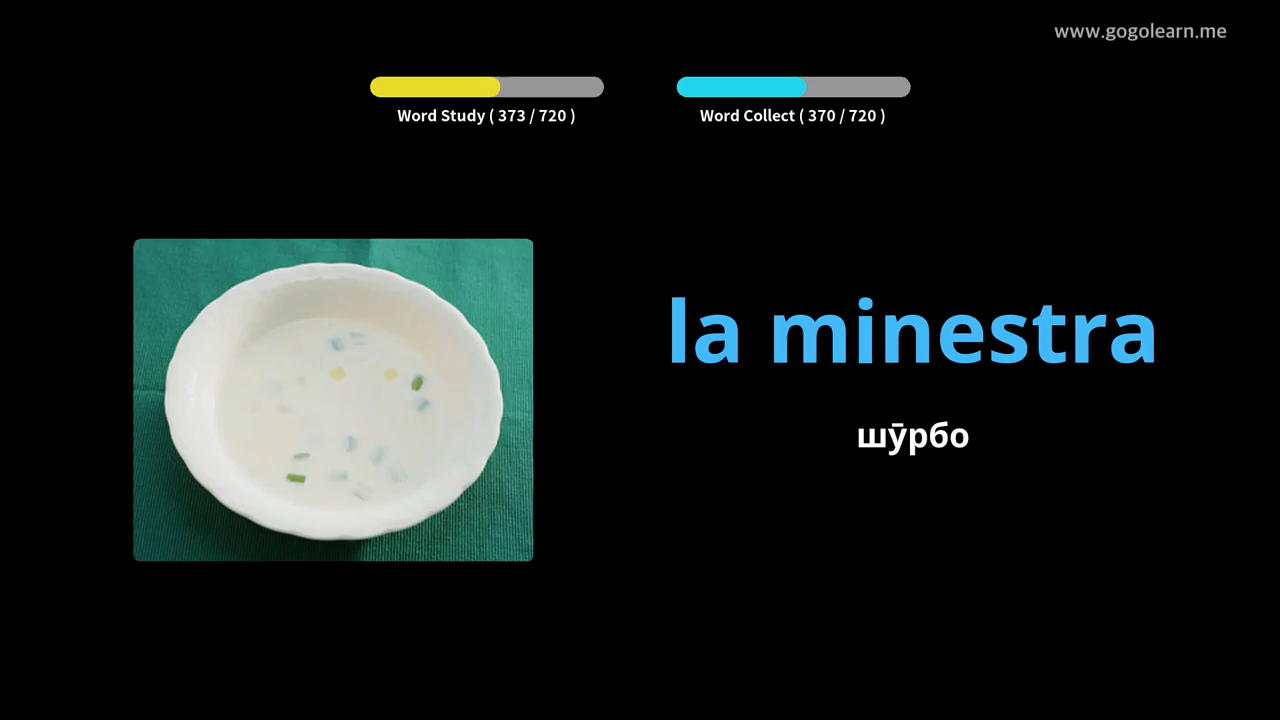 www.gogolearn.me
Word Study ( 373 / 720 )
Word Collect ( 370 / 720 )
la minestra
шӯрбо